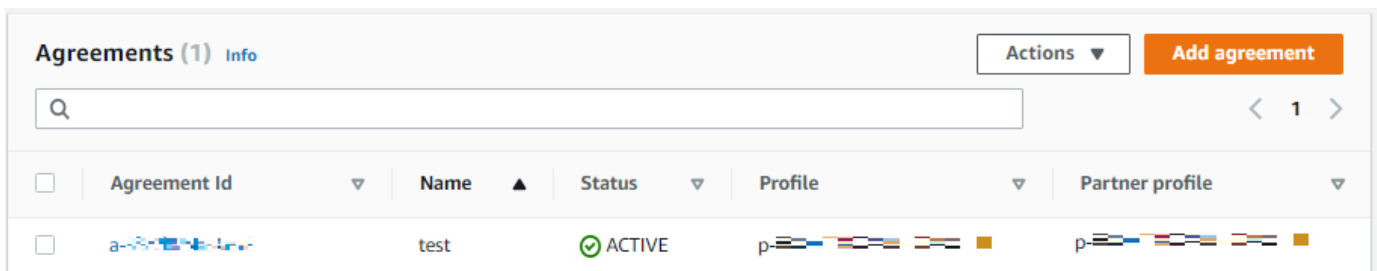 Agreements (1) Info
Actions
Add agreement
1
Agreement Id Name Status Profile Partner profile
test ACTIVE